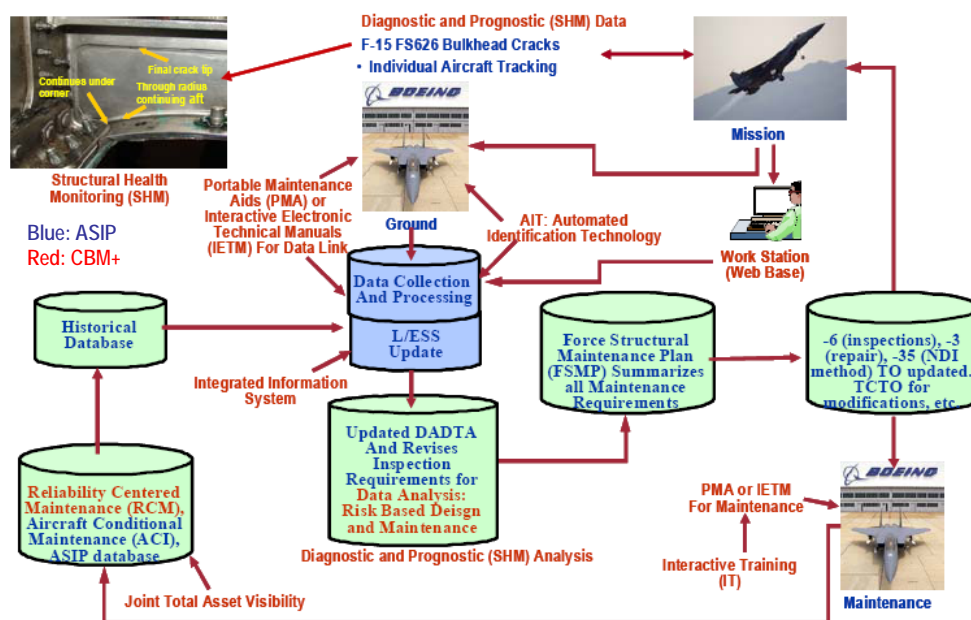 Diagnostic and Prognostic (SHM) Data
F-15 FS626 Bulkhead Cracks
• Individual Aircraft Tracking
Final crack tip
Continues under
corner
Through radius
continuing aft
Structural Health
Monitoring (SHM)
Blue: ASIP
Red: CBM+
BOEING
Ground
Mission
Portable Maintenance
Aids (PMA) or
Interactive Electronic
Technical Manuals
(IETM) For Data Link
AIT: Automated
Identification Technology
Work Station
(Web Base)
Data Collection
And Processing
L/ESS
Update
Historical
Database
Integrated Information
System
Force Structural
Maintenance Plan
(FSMP) Summarizes
all Maintenance
Requirements
-6 (inspections), -3
(repair), -35 (NDI
method) TO updated.
TCTO for
modifications, etc
Updated DADTA
And Revises
Inspection
Requirements for
Data Analysis:
Risk Based Deisgn
and Maintenance
Diagnostic and Prognostic (SHM) Analysis
Reliability Centered
Maintenance (RCM),
Aircraft Conditional
Maintenance (ACI),
ASIP database
Joint Total Asset Visibility
PMA or IETM
For Maintenance
Interactive Training
(IT)
BOEING
Maintenance